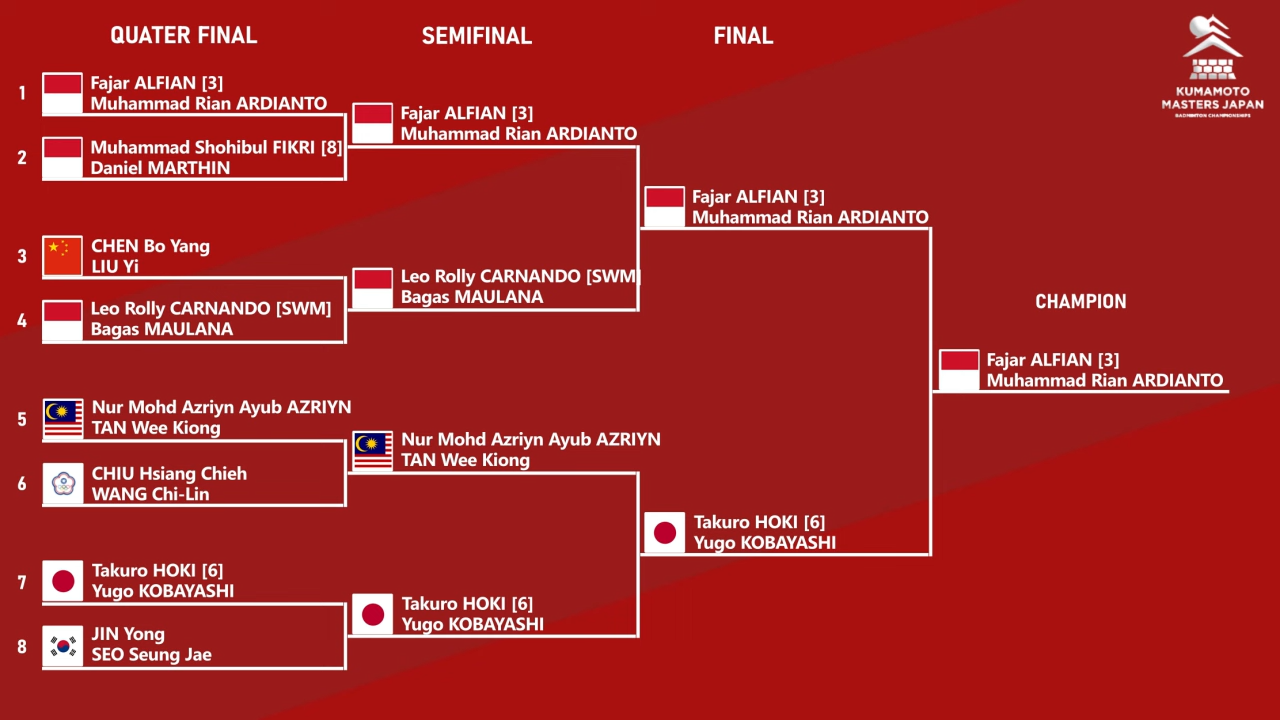 QUATER FINAL
SEMIFINAL
FINAL
KUMAMOTO
MASTERS JAPAN
BADMINTON CHAMPIONSHIPS
1
Fajar ALFIAN [3]
Muhammad Rian ARDIANTO
2
Muhammad Shohibul FIKRI [8]
Daniel MARTHIN
3
CHEN Bo Yang
LIU Yi
4
Leo Rolly CARNANDO [SWM]
Bagas MAULANA
5
Nur Mohd Azriyn Ayub AZRIYN
TAN Wee Kiong
6
CHIU Hsiang Chieh
WANG Chi-Lin
7
Takuro HOKI [6]
Yugo KOBAYASHI
8
JIN Yong
SEO Seung Jae
Fajar ALFIAN [3]
Muhammad Rian ARDIANTO
Leo Rolly CARNANDO [SWM]
Bagas MAULANA
Nur Mohd Azriyn Ayub AZRIYN
TAN Wee Kiong
Takuro HOKI [6]
Yugo KOBAYASHI
Fajar ALFIAN [3]
Muhammad Rian ARDIANTO
Takuro HOKI [6]
Yugo KOBAYASHI
CHAMPION
Fajar ALFIAN [3]
Muhammad Rian ARDIANTO